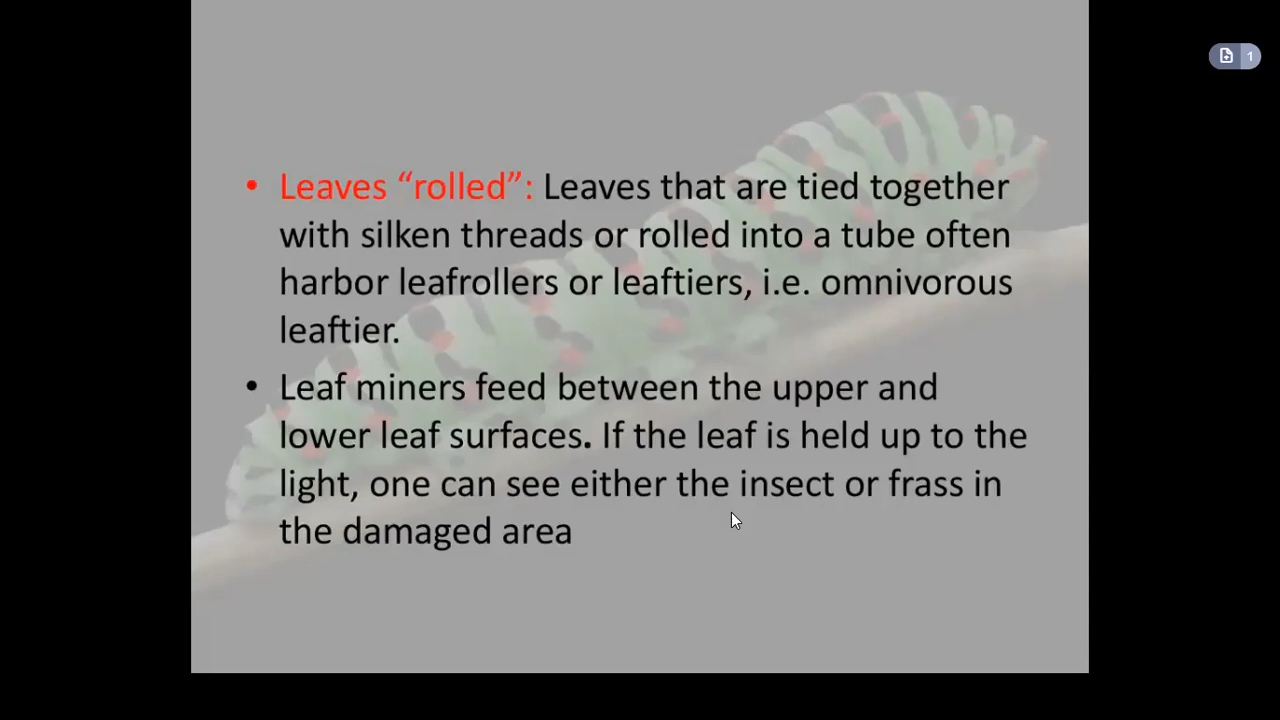 1
• Leaves “rolled”: Leaves that are tied together
with silken threads or rolled into a tube often
harbor leafrollers or leaftiers, i.e. omnivorous
leaftier.
• Leaf miners feed between the upper and
lower leaf surfaces. If the leaf is held up to the
light, one can see either the insect or frass in
the damaged area